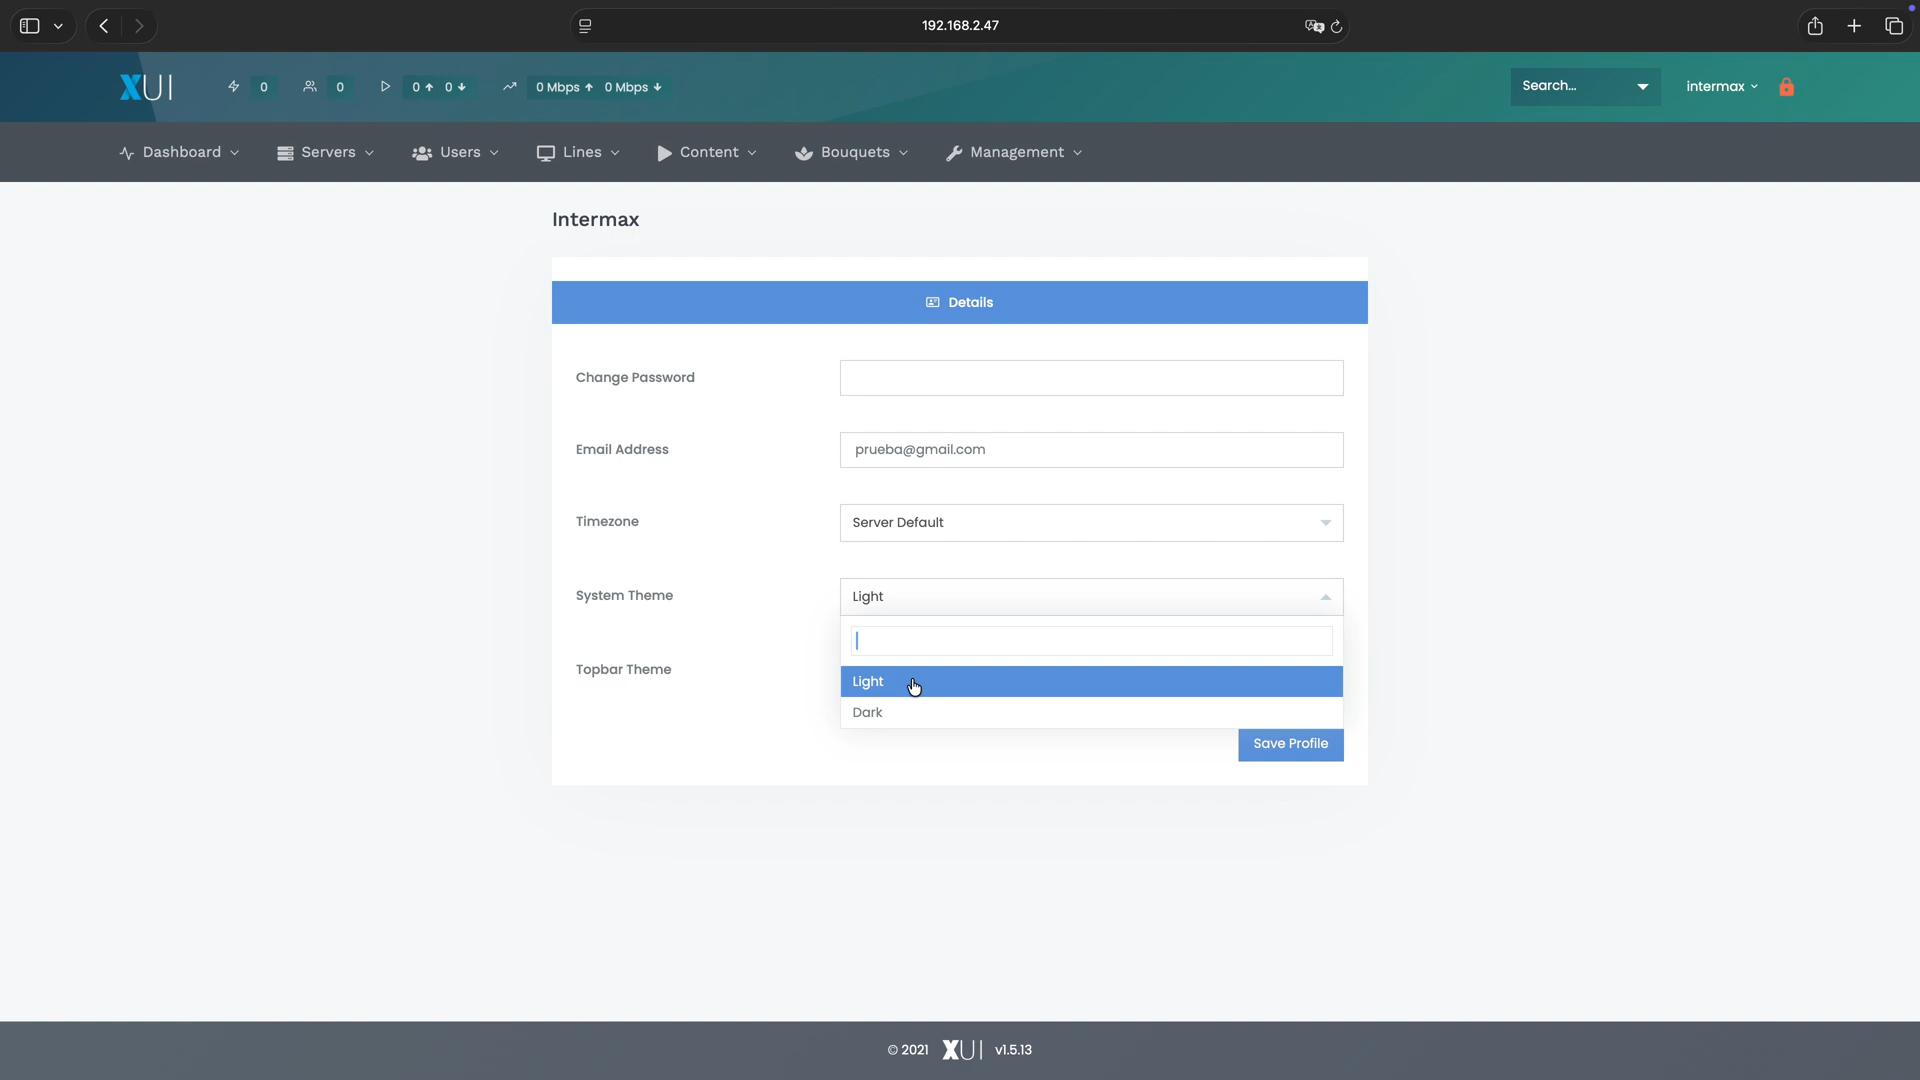 192.168.2.47
XUI 0 0 0 0 0 Mbps 0 Mbps Search... intermax
Dashboard Servers Users Lines Content Bouquets Management
Intermax
Details
Change Password
Email Address prueba@gmail.com
Timezone Server Default
System Theme Light
Light
Topbar Theme
Dark
Save Profile
© 2021 XUI v1.5.13